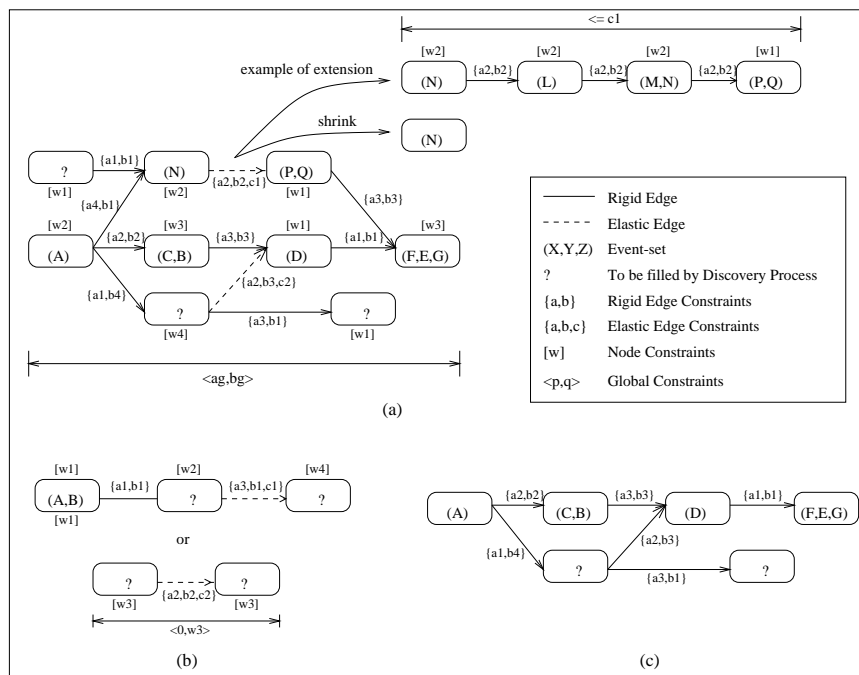 <= c1
[w2] [w2] [w2] [w1]
example of extension
(N) {a2,b2} (L) {a2,b2} (M,N) {a2,b2} (P,Q)
shrink
(N)
? {a1,b1} (N) {a2,b2,c1} (P,Q)
[w1] [w2] [w1]
{a4,b1} {a3,b3}
[w2] [w3] [w1] [w3]
(A) {a2,b2} (C,B) {a3,b3} (D) {a1,b1} (F,E,G)
{a1,b4} {a2,b3,c2}
? {a3,b1} ?
[w4] [w1]
<ag,bg>
(a)
Rigid Edge
Elastic Edge
(X,Y,Z) Event-set
? To be filled by Discovery Process
{a,b} Rigid Edge Constraints
{a,b,c} Elastic Edge Constraints
[w] Node Constraints
<p,q> Global Constraints
[w1] [w2] [w4]
(A,B) {a1,b1} ? {a3,b1,c1} ?
[w1]
or
? {a2,b2,c2} ?
[w3] [w3]
<0,w3>
(b)
(A) {a2,b2} (C,B) {a3,b3} (D) {a1,b1} (F,E,G)
{a1,b4} {a2,b3}
? {a3,b1} ?
(c)